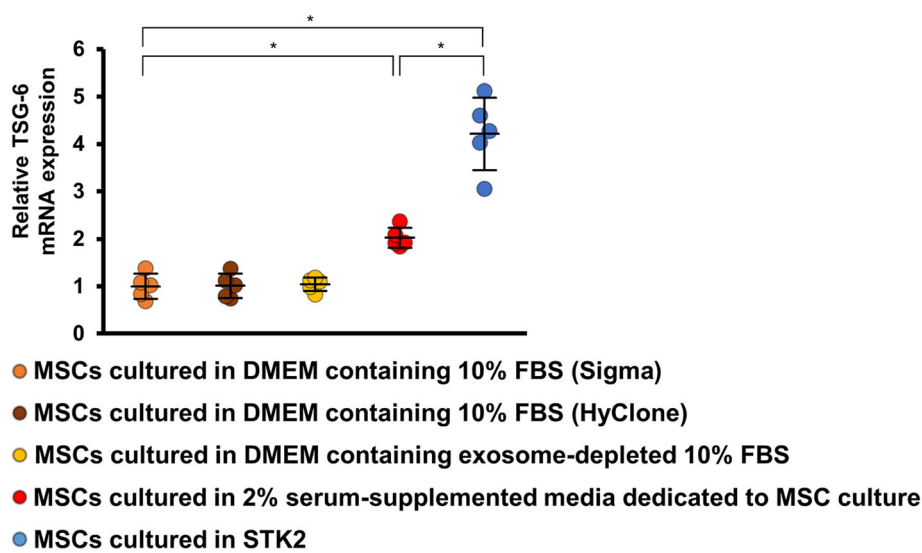 *
*
*
Relative TSG-6
mRNA expression
6
5
4
3
2
1
0
MSCs cultured in DMEM containing 10% FBS (Sigma)
MSCs cultured in DMEM containing 10% FBS (HyClone)
MSCs cultured in DMEM containing exosome-depleted 10% FBS
MSCs cultured in 2% serum-supplemented media dedicated to MSC culture
MSCs cultured in STK2